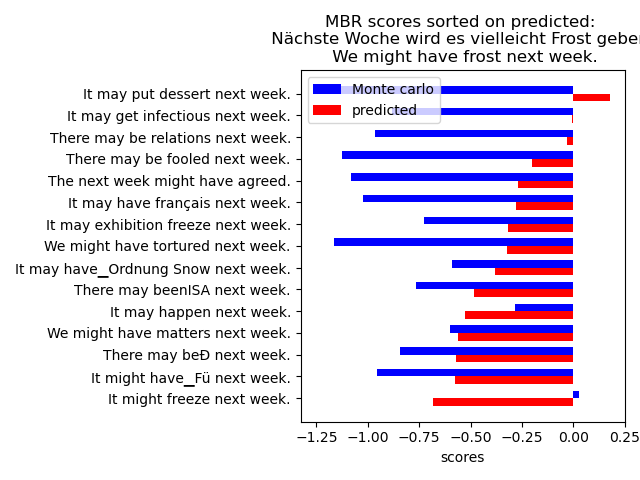 MBR scores sorted on predicted:
Nächste Woche wird es vielleicht Frost geben
We might have frost next week.
Monte carlo
predicted
It may put dessert next week.
It may get infectious next week.
There may be relations next week.
There may be fooled next week.
The next week might have agreed.
It may have français next week.
It may exhibition freeze next week.
We might have tortured next week.
It may have▁Ordnung Snow next week.
There may beenISA next week.
It may happen next week.
We might have matters next week.
There may beĐ next week.
It might have▁Fü next week.
It might freeze next week.
−1.25 −1.00 −0.75 −0.50 −0.25 0.00 0.25
scores